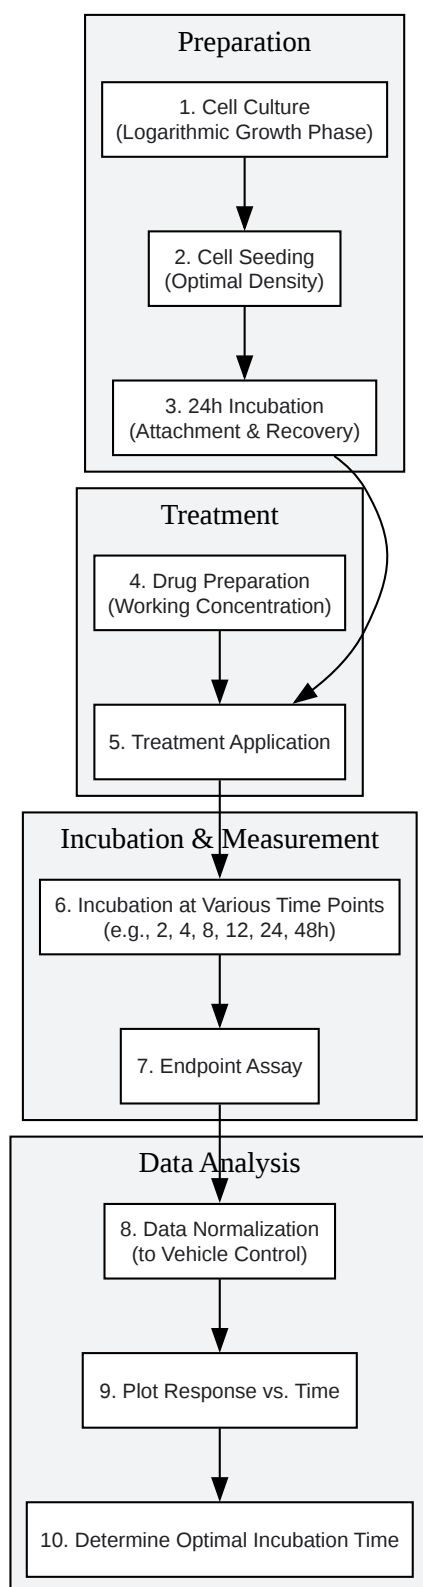 Preparation
1. Cell Culture
(Logarithmic Growth Phase)
2. Cell Seeding
(Optimal Density)
3. 24h Incubation
(Attachment & Recovery)
Treatment
4. Drug Preparation
(Working Concentration)
5. Treatment Application
Incubation & Measurement
6. Incubation at Various Time Points
(e.g., 2, 4, 8, 12, 24, 48h)
7. Endpoint Assay
Data Analysis
8. Data Normalization
(to Vehicle Control)
9. Plot Response vs. Time
10. Determine Optimal Incubation Time